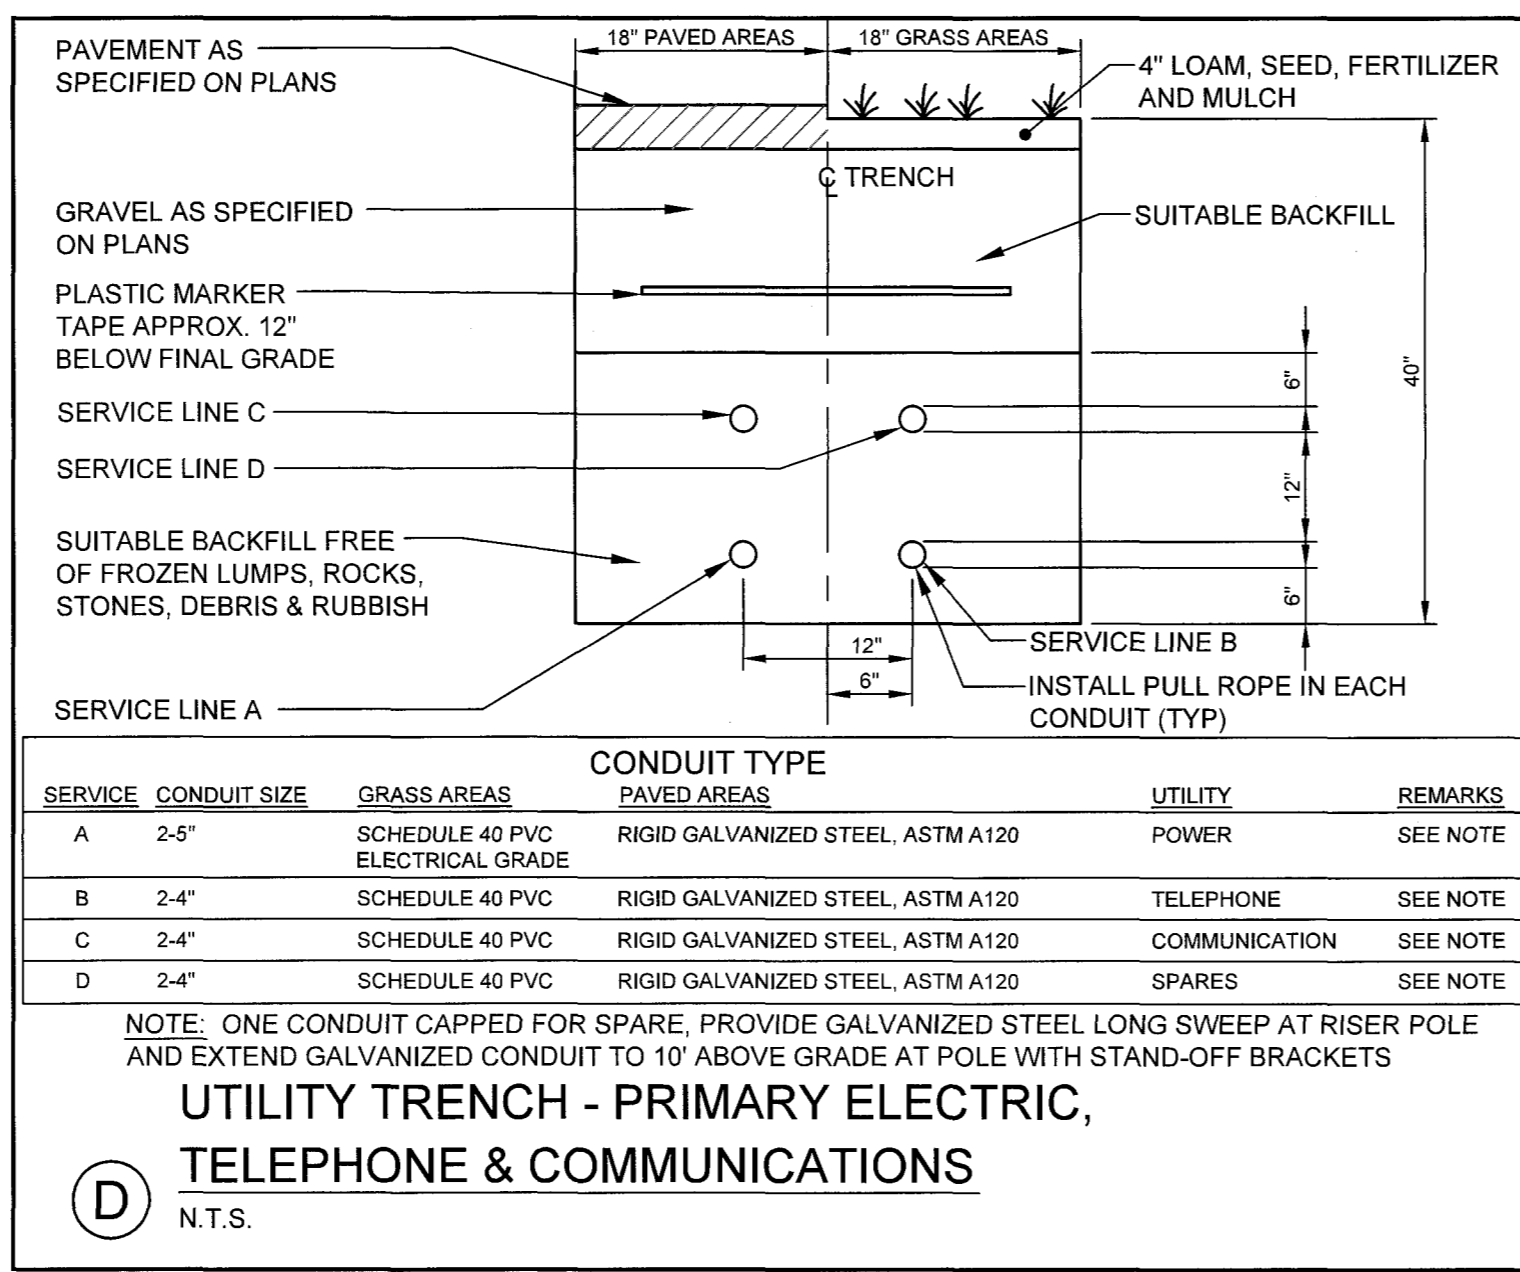 18" PAVED AREAS
18" GRASS AREAS
PAVEMENT AS
SPECIFIED ON PLANS
4" LOAM, SEED, FERTILIZER
AND MULCH
℄ TRENCH
GRAVEL AS SPECIFIED
ON PLANS
SUITABLE BACKFILL
PLASTIC MARKER
TAPE APPROX. 12"
BELOW FINAL GRADE
6"
40"
SERVICE LINE C
SERVICE LINE D
12"
SUITABLE BACKFILL FREE
OF FROZEN LUMPS, ROCKS,
STONES, DEBRIS & RUBBISH
6"
12"
SERVICE LINE B
6"
INSTALL PULL ROPE IN EACH
CONDUIT (TYP)
SERVICE LINE A
CONDUIT TYPE
SERVICE CONDUIT SIZE GRASS AREAS PAVED AREAS UTILITY REMARKS
A 2-5" SCHEDULE 40 PVC RIGID GALVANIZED STEEL, ASTM A120 POWER SEE NOTE
ELECTRICAL GRADE
B 2-4" SCHEDULE 40 PVC RIGID GALVANIZED STEEL, ASTM A120 TELEPHONE SEE NOTE
C 2-4" SCHEDULE 40 PVC RIGID GALVANIZED STEEL, ASTM A120 COMMUNICATION SEE NOTE
D 2-4" SCHEDULE 40 PVC RIGID GALVANIZED STEEL, ASTM A120 SPARES SEE NOTE
NOTE: ONE CONDUIT CAPPED FOR SPARE, PROVIDE GALVANIZED STEEL LONG SWEEP AT RISER POLE
AND EXTEND GALVANIZED CONDUIT TO 10' ABOVE GRADE AT POLE WITH STAND-OFF BRACKETS
UTILITY TRENCH - PRIMARY ELECTRIC,
TELEPHONE & COMMUNICATIONS
D
N.T.S.